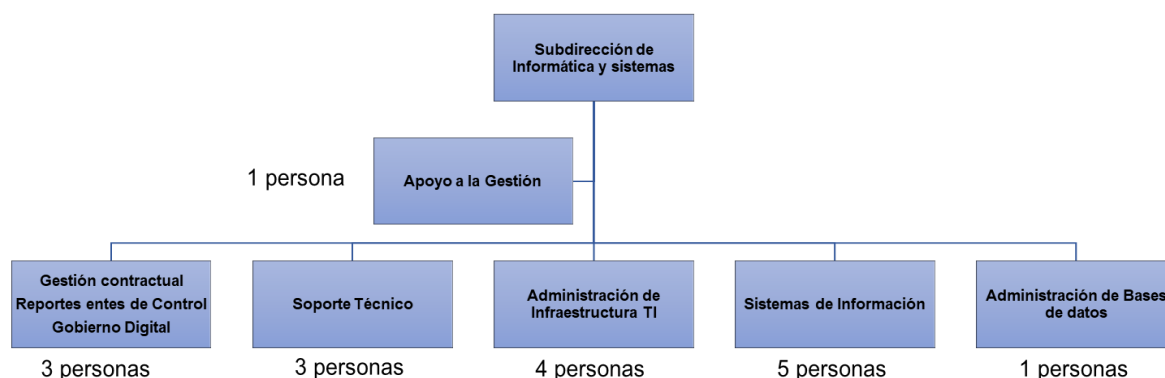 Subdirección de
Informática y sistemas
1 persona
Apoyo a la Gestión
Gestión contractual
Reportes entes de Control
Gobierno Digital
3 personas
Soporte Técnico
3 personas
Administración de
Infraestructura TI
4 personas
Sistemas de Información
5 personas
Administración de Bases
de datos
1 personas